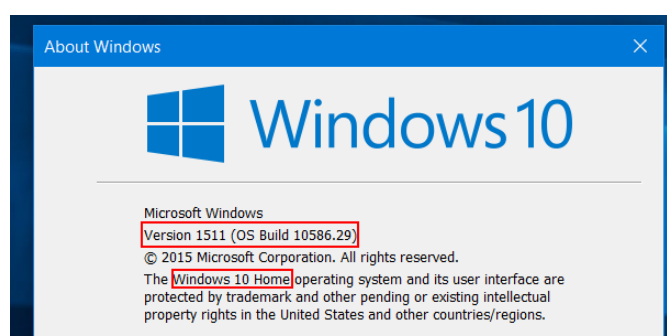 About Windows
Windows 10
Microsoft Windows
Version 1511 (OS Build 10586.29)
© 2015 Microsoft Corporation. All rights reserved.
The Windows 10 Home operating system and its user interface are
protected by trademark and other pending or existing intellectual
property rights in the United States and other countries/regions.